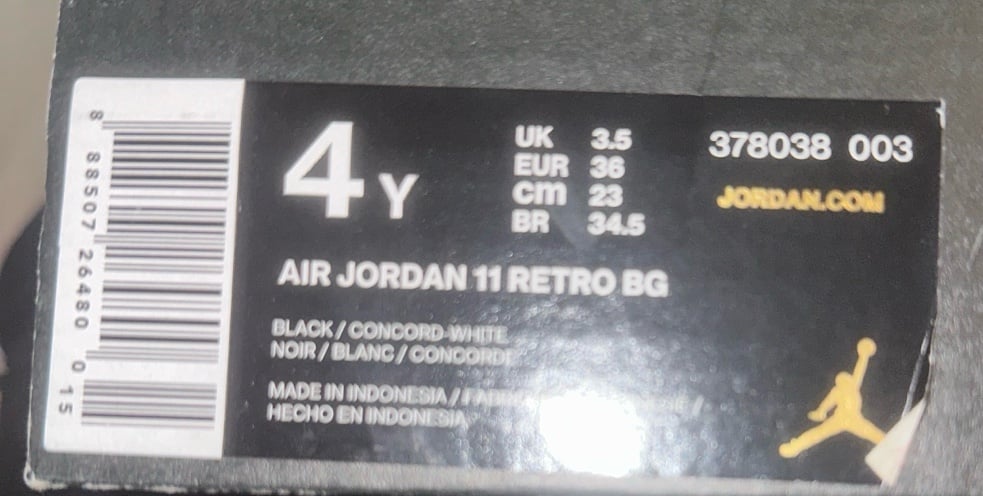 8 88507 26480 0 15
4 Y
UK 3.5
EUR 36
cm 23
BR 34.5
378038 003
JORDAN.COM
AIR JORDAN 11 RETRO BG
BLACK / CONCORD-WHITE
NOIR / BLANC / CONCORDE
MADE IN INDONESIA /
HECHO EN INDONESIA